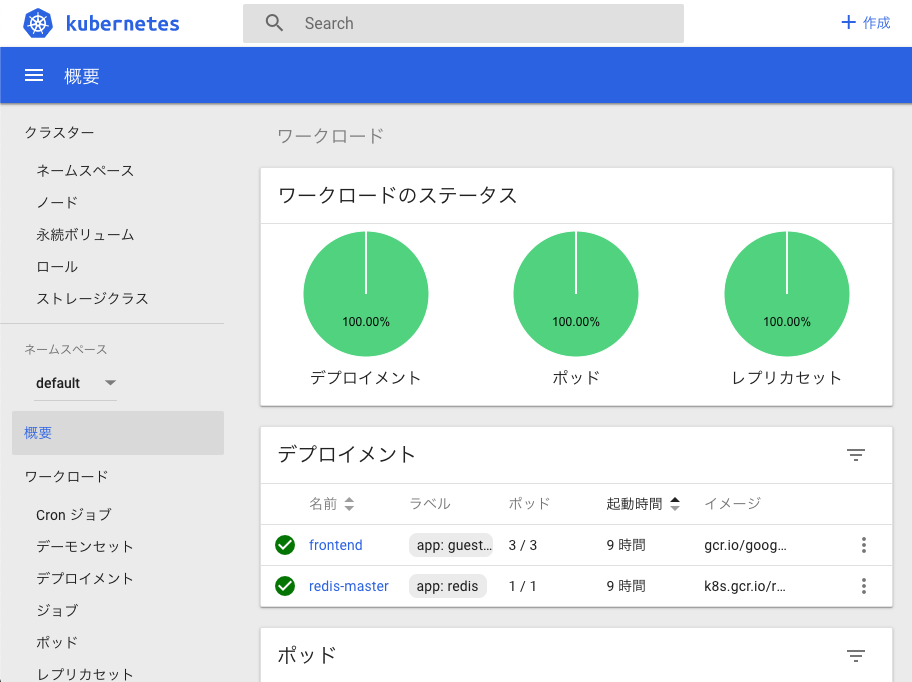 kubernetes
Search
作成
概要
クラスター
ネームスペース
ノード
永続ボリューム
ロール
ストレージクラス
ネームスペース
default
概要
ワークロード
Cron ジョブ
デーモンセット
デプロイメント
ジョブ
ポッド
レプリカセット
ワークロード
ワークロードのステータス
100.00% 100.00% 100.00%
デプロイメント ポッド レプリカセット
デプロイメント
名前 ラベル ポッド 起動時間 イメージ
frontend app: guest... 3 / 3 9 時間 gcr.io/goog...
redis-master app: redis 1 / 1 9 時間 k8s.gcr.io/r...
ポッド